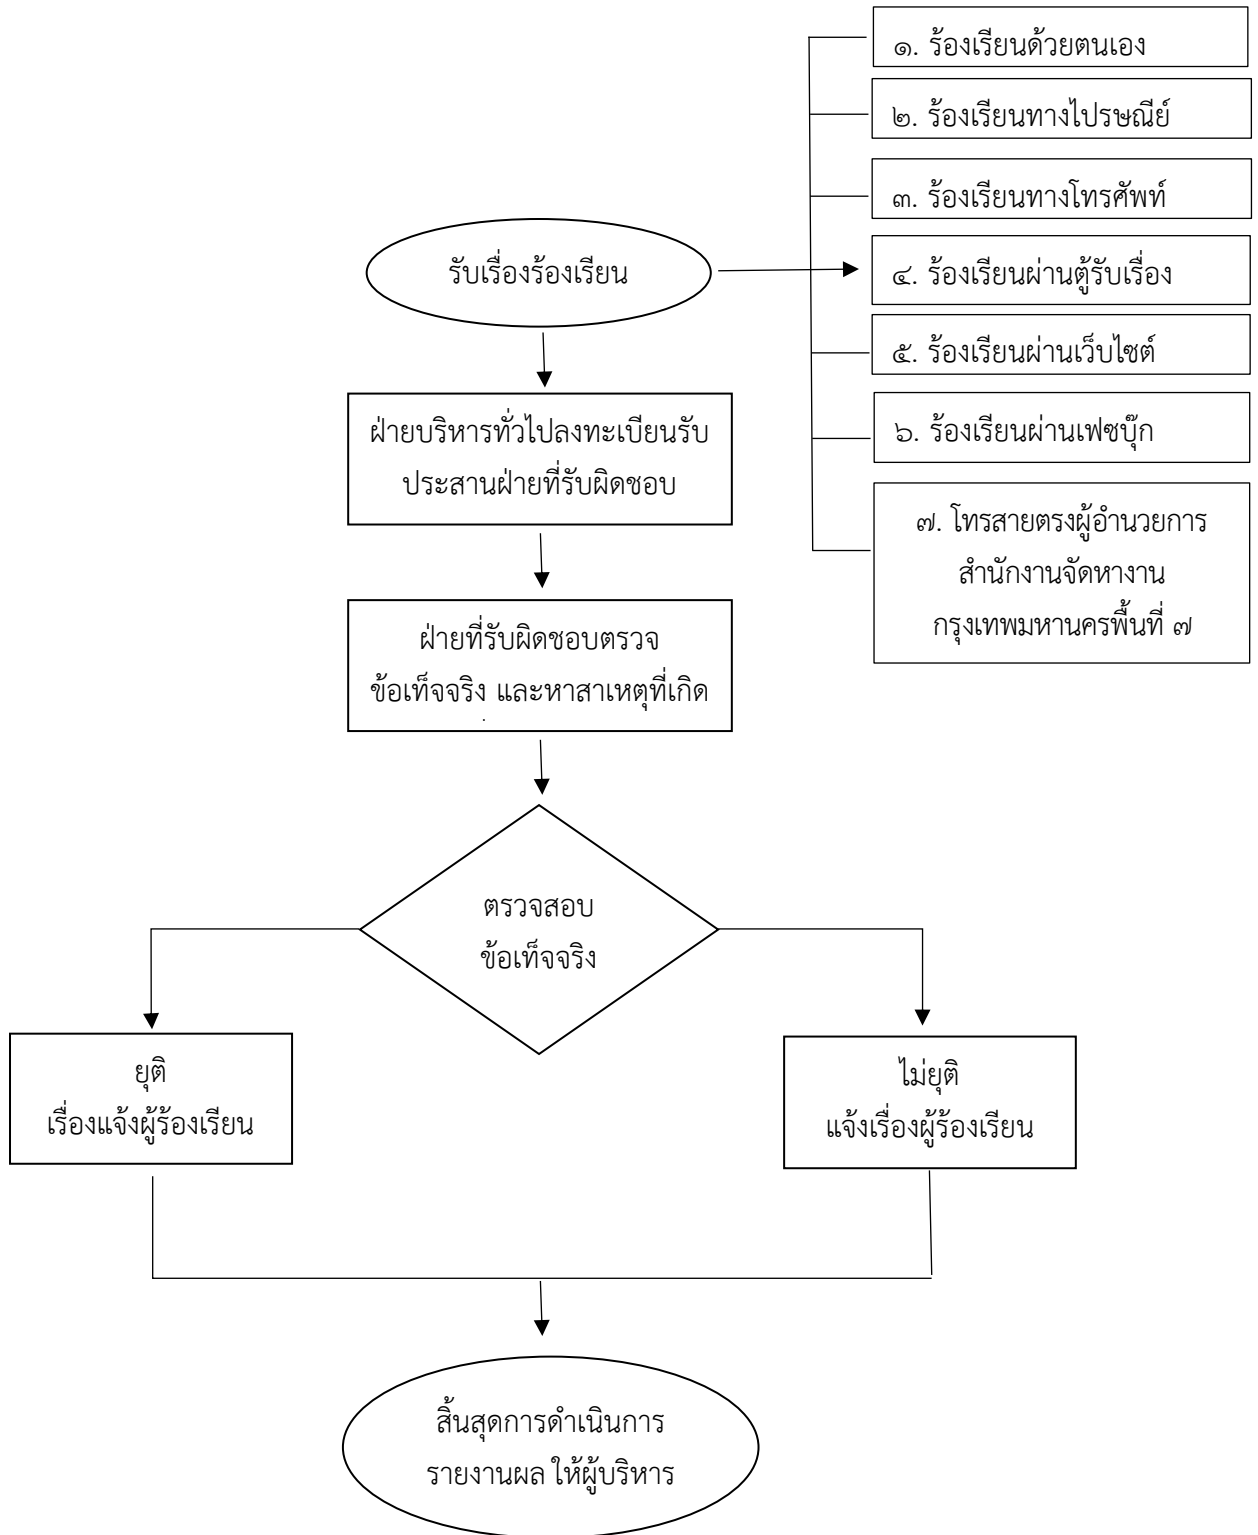 ๑. ร้องเรียนด้วยตนเอง
๒. ร้องเรียนทางไปรษณีย์
๓. ร้องเรียนทางโทรศัพท์
รับเรื่องร้องเรียน
๔. ร้องเรียนผ่านตู้รับเรื่อง
๕. ร้องเรียนผ่านเว็บไซต์
๖. ร้องเรียนผ่านเฟซบุ๊ก
๗. โทรสายตรงผู้อำนวยการ
สำนักงานจัดหางาน
กรุงเทพมหานครพื้นที่ ๗
ฝ่ายบริหารทั่วไปลงทะเบียนรับ
ประสานฝ่ายที่รับผิดชอบ
ฝ่ายที่รับผิดชอบตรวจ
ข้อเท็จจริง และหาสาเหตุที่เกิด
ตรวจสอบ
ข้อเท็จจริง
ยุติ
เรื่องแจ้งผู้ร้องเรียน
ไม่ยุติ
แจ้งเรื่องผู้ร้องเรียน
สิ้นสุดการดำเนินการ
รายงานผล ให้ผู้บริหาร